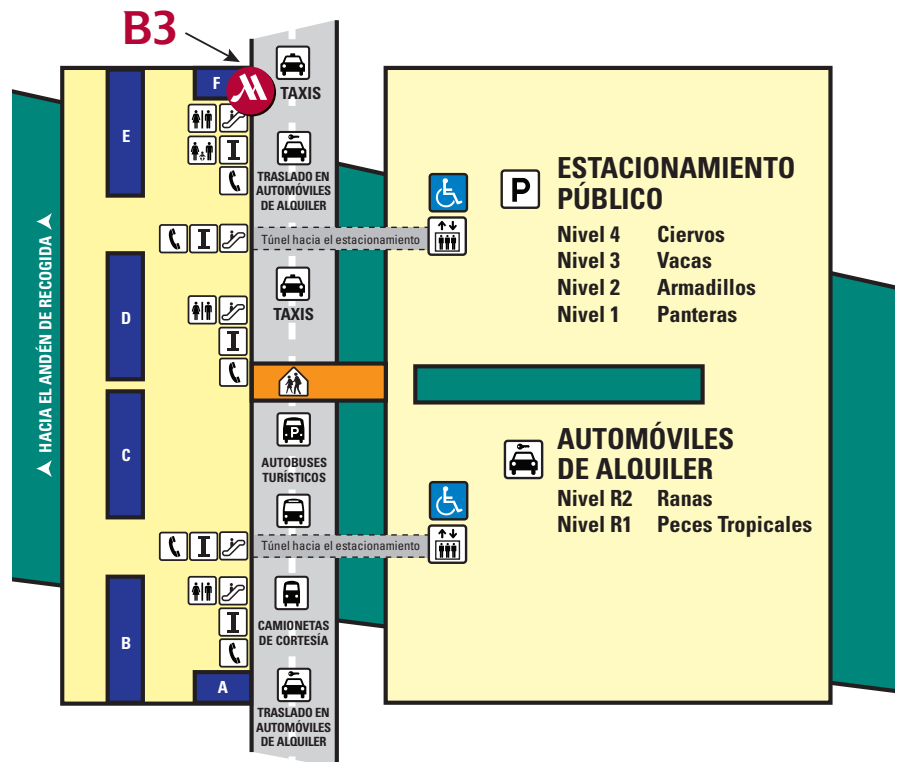 B3
F
E
D
C
B
A
HACIA EL ANDÉN DE RECOGIDA
TAXIS
TRASLADO EN
AUTOMÓVILES
DE ALQUILER
Túnel hacia el estacionamiento
TAXIS
P
AUTOBUSES
TURÍSTICOS
Túnel hacia el estacionamiento
CAMIONETAS
DE CORTESÍA
TRASLADO EN
AUTOMÓVILES
DE ALQUILER
P
ESTACIONAMIENTO
PÚBLICO
Nivel 4 Ciervos
Nivel 3 Vacas
Nivel 2 Armadillos
Nivel 1 Panteras
AUTOMÓVILES
DE ALQUILER
Nivel R2 Ranas
Nivel R1 Peces Tropicales